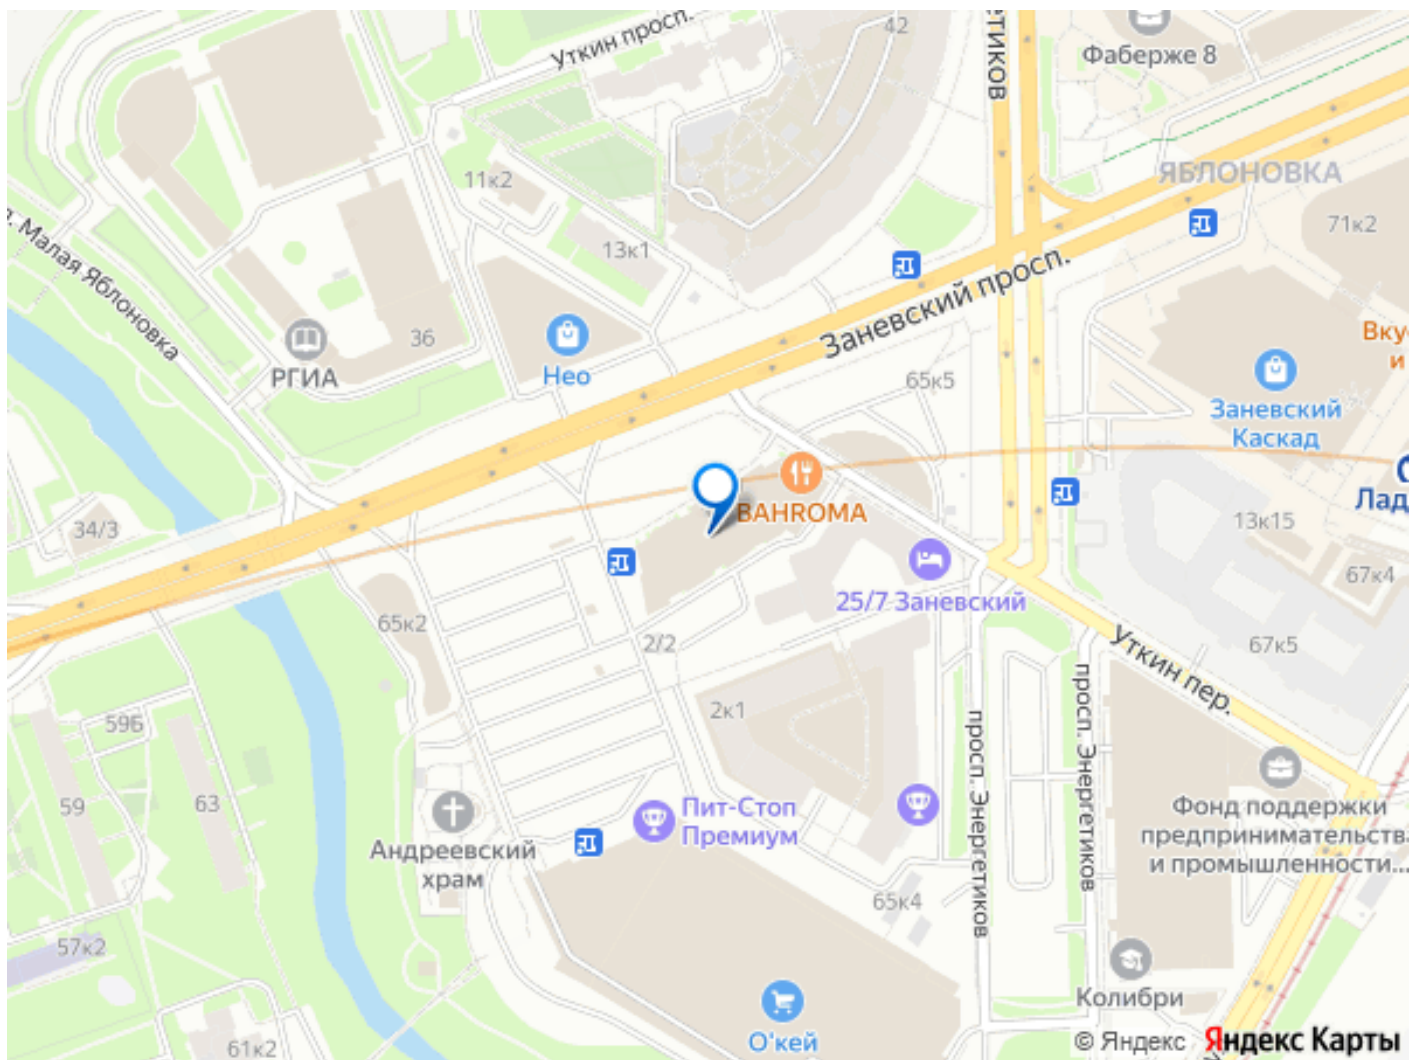 42
Уткин просп.
Фаберже 8
ЯБЛОНОВКА
11к2
71к2
13к1
Малая Яблоновка
Заневский просп.
36
РГИА
Нео
65к5
Заневский
Каскад
BAHROMA
34/3
13к15
25/7 Заневский
67к4
65к2
2/2
67к5
Уткин пер.
59Б
2к1
просп. Энергетиков
просп. Энергетиков
59
63
Пит-Стоп
Премиум
Фонд поддержки
предпринимательства
и промышленности...
Андреевский
храм
65к4
57к2
Колибри
О'кей
61к2
© Яндекс Яндекс Карты